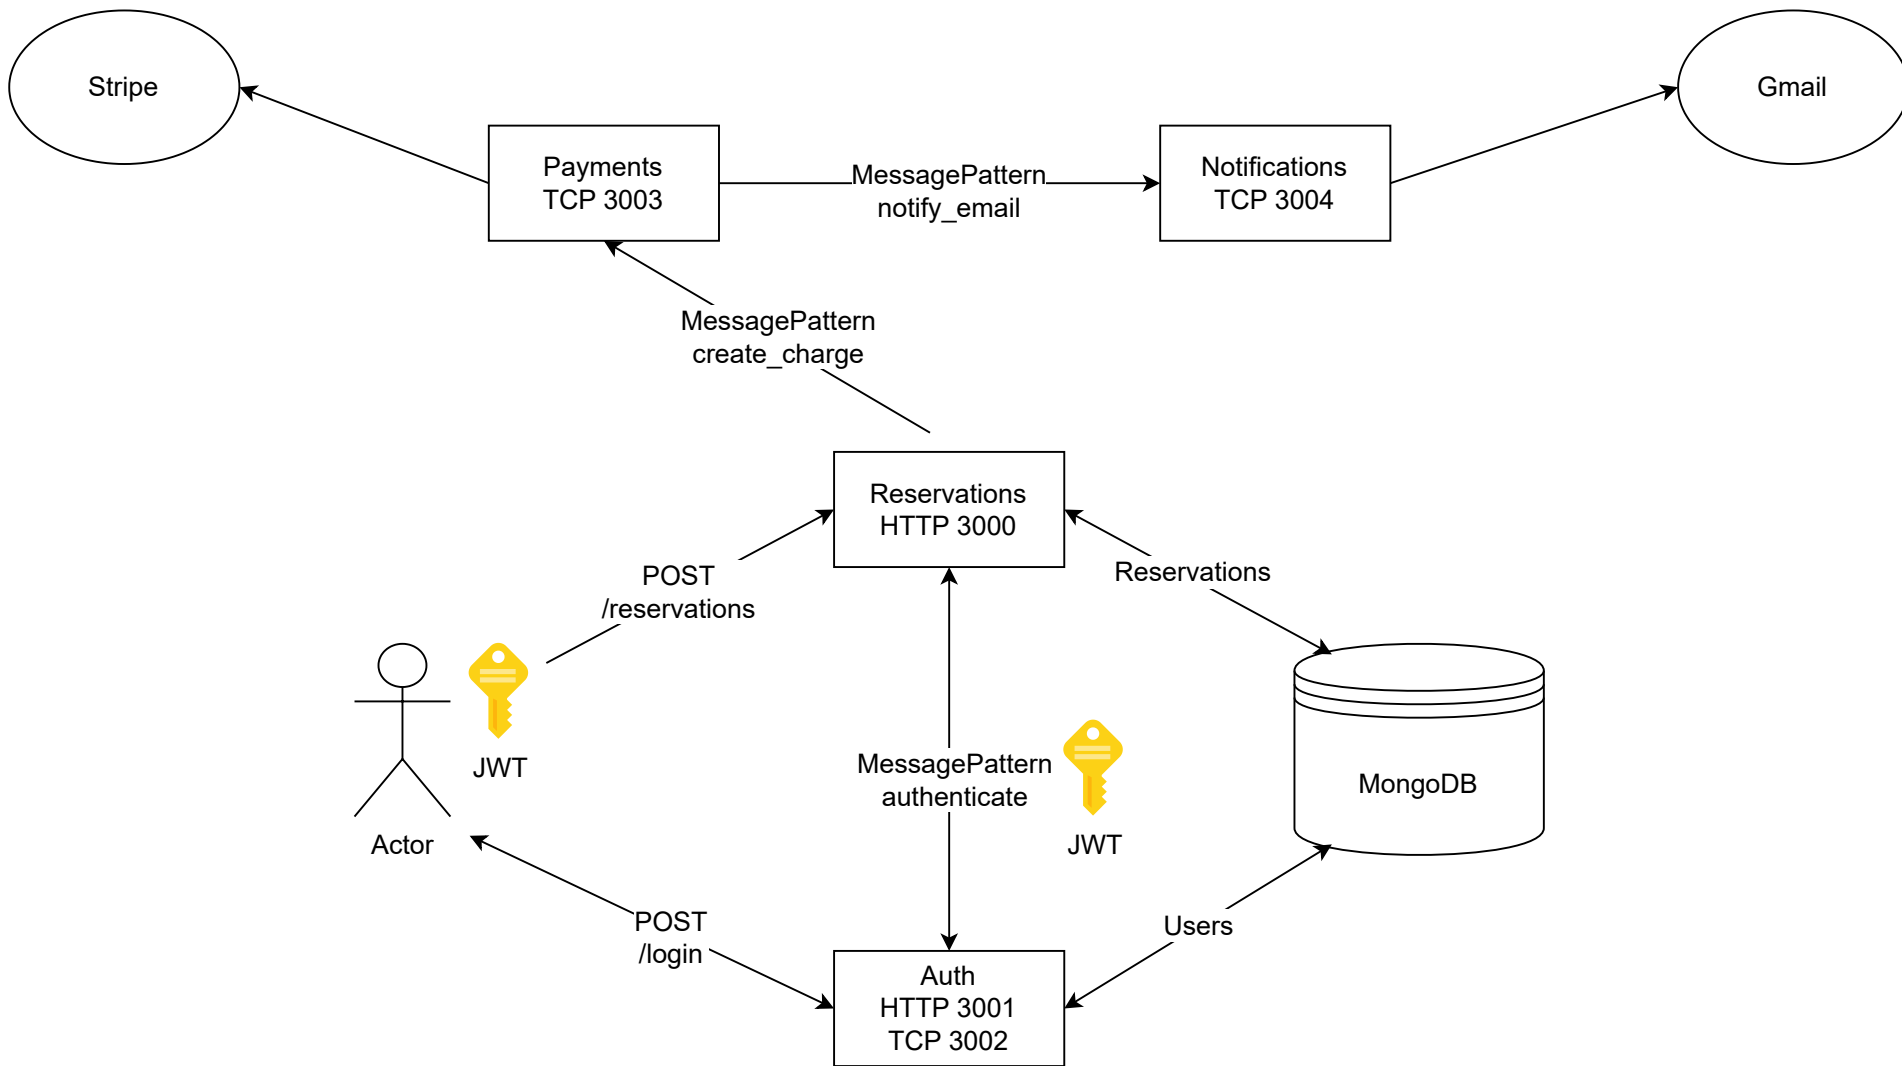 Stripe
Gmail
Payments
TCP 3003
MessagePattern
notify_email
Notifications
TCP 3004
MessagePattern
create_charge
Reservations
HTTP 3000
POST
/reservations
Reservations
JWT
MessagePattern
authenticate
JWT
MongoDB
Actor
POST
/login
Users
Auth
HTTP 3001
TCP 3002